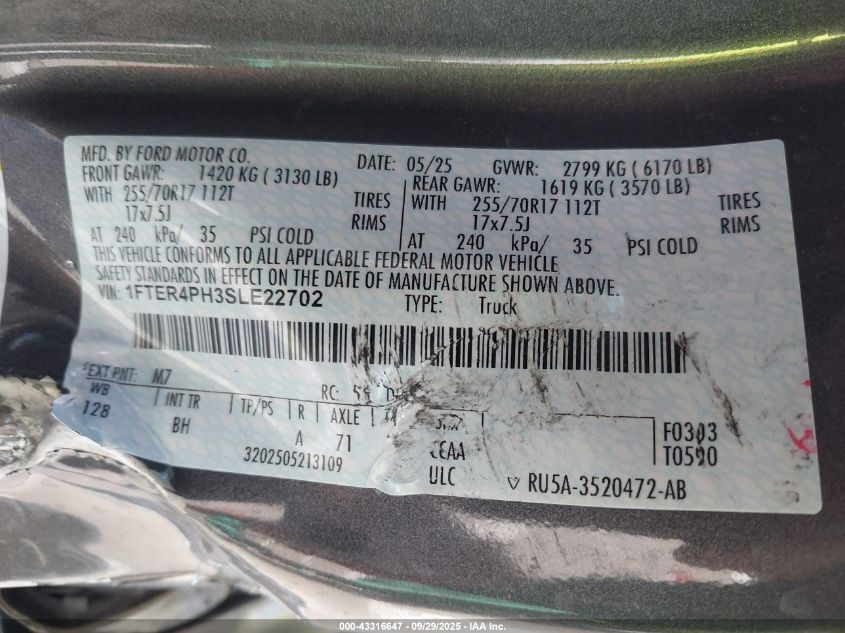 MFD. BY FORD MOTOR CO.
DATE: 05/25 GVWR: 2799 KG ( 6170 LB)
FRONT GAWR: 1420 KG ( 3130 LB)
WITH 255/70R17 112T TIRES
17x7.5J RIMS
AT 240 kPa/ 35 PSI COLD
REAR GAWR: 1619 KG ( 3570 LB)
WITH 255/70R17 112T TIRES
17x7.5J RIMS
AT 240 kPa/ 35 PSI COLD
THIS VEHICLE CONFORMS TO ALL APPLICABLE FEDERAL MOTOR VEHICLE
SAFETY STANDARDS IN EFFECT ON THE DATE OF MANUFACTURE SHOWN ABOVE.
VIN: 1FTER4PH3SLE22702 TYPE: Truck
EXT PNT: M7 RC:
WB INT TR TP/PS R AXLE
128 BH A 71
3202505213109
ULC RU5A-3520472-AB
F0303
T0590
000-43316647 - 09/29/2025 - IAA Inc.